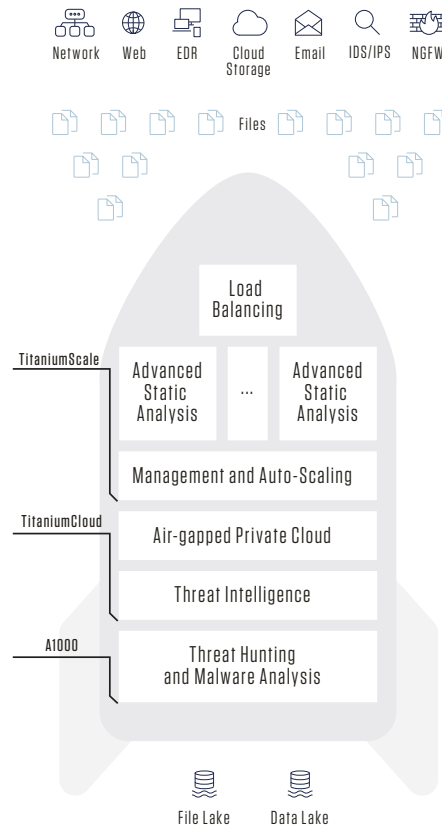 Network Web EDR Cloud Storage Email IDS/IPS NGFW
Files
Load
Balancing
TitaniumScale
Advanced
Static
Analysis
...
Advanced
Static
Analysis
Management and Auto-Scaling
TitaniumCloud
Air-gapped Private Cloud
Threat Intelligence
A1000
Threat Hunting
and Malware Analysis
File Lake Data Lake